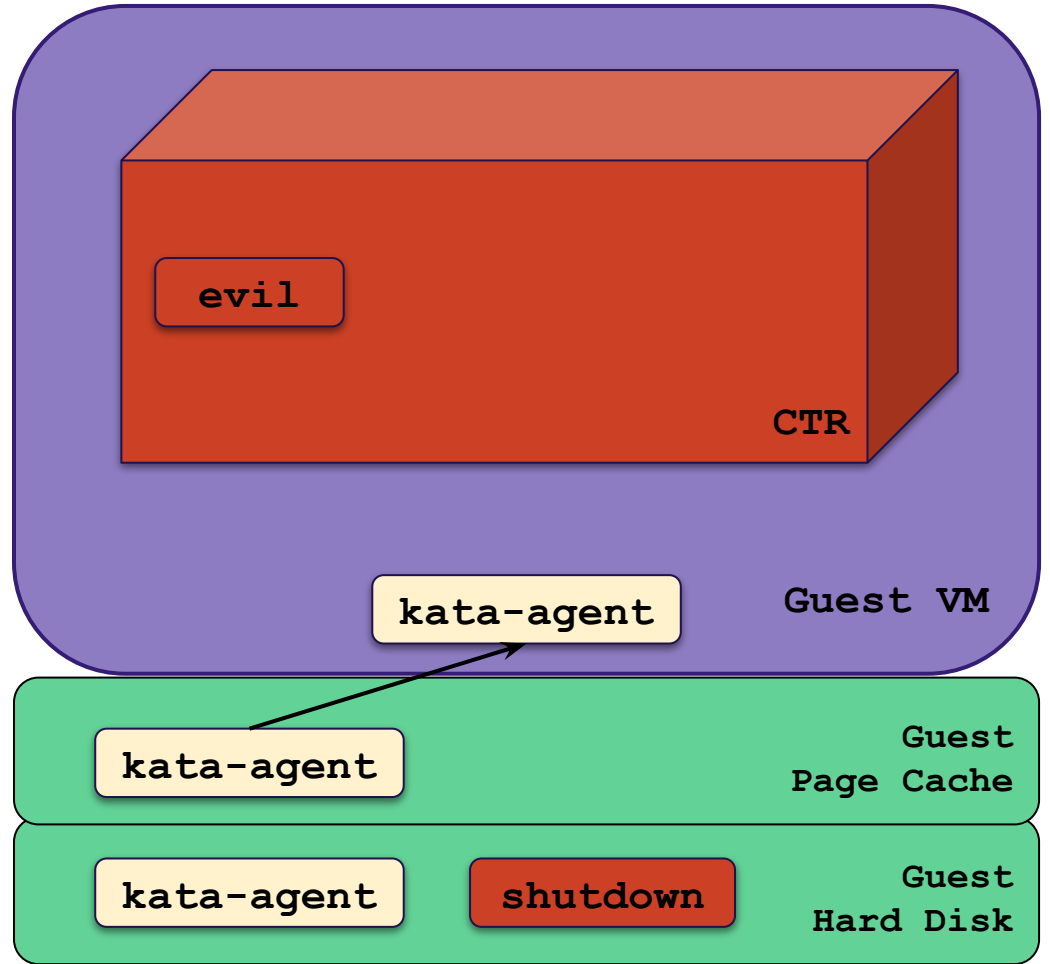 evil
CTR
kata-agent
Guest VM
kata-agent
Guest
Page Cache
kata-agent
shutdown
Guest
Hard Disk